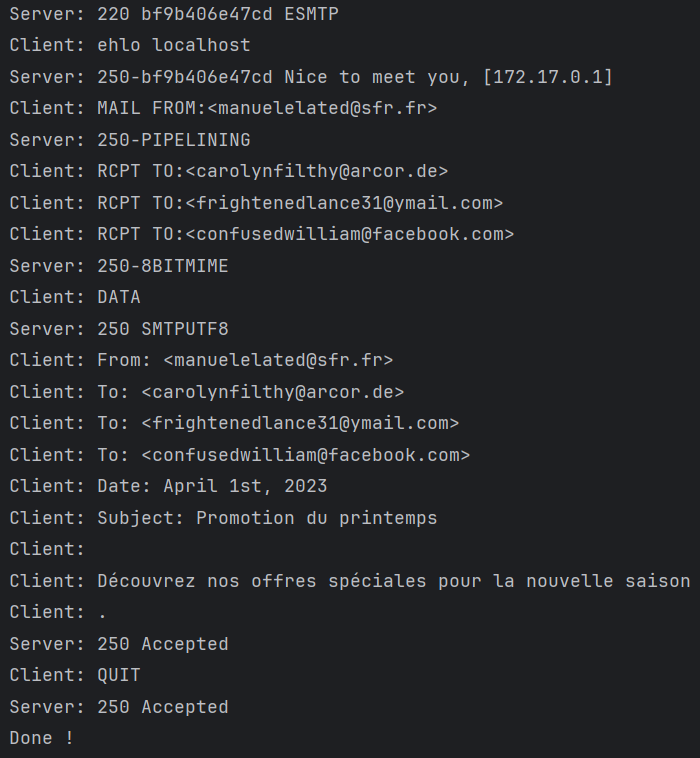 Server: 220 bf9b406e47cd ESMTP
Client: ehlo localhost
Server: 250-bf9b406e47cd Nice to meet you, [172.17.0.1]
Client: MAIL FROM:<manuelelated@sfr.fr>
Server: 250-PIPELINING
Client: RCPT TO:<carolynfilthy@arcor.de>
Client: RCPT TO:<frightenedlance31@ymail.com>
Client: RCPT TO:<confusedwilliam@facebook.com>
Server: 250-8BITMIME
Client: DATA
Server: 250 SMTPUTF8
Client: From: <manuelelated@sfr.fr>
Client: To: <carolynfilthy@arcor.de>
Client: To: <frightenedlance31@ymail.com>
Client: To: <confusedwilliam@facebook.com>
Client: Date: April 1st, 2023
Client: Subject: Promotion du printemps
Client:
Client: Découvrez nos offres spéciales pour la nouvelle saison
Client: .
Server: 250 Accepted
Client: QUIT
Server: 250 Accepted
Done !